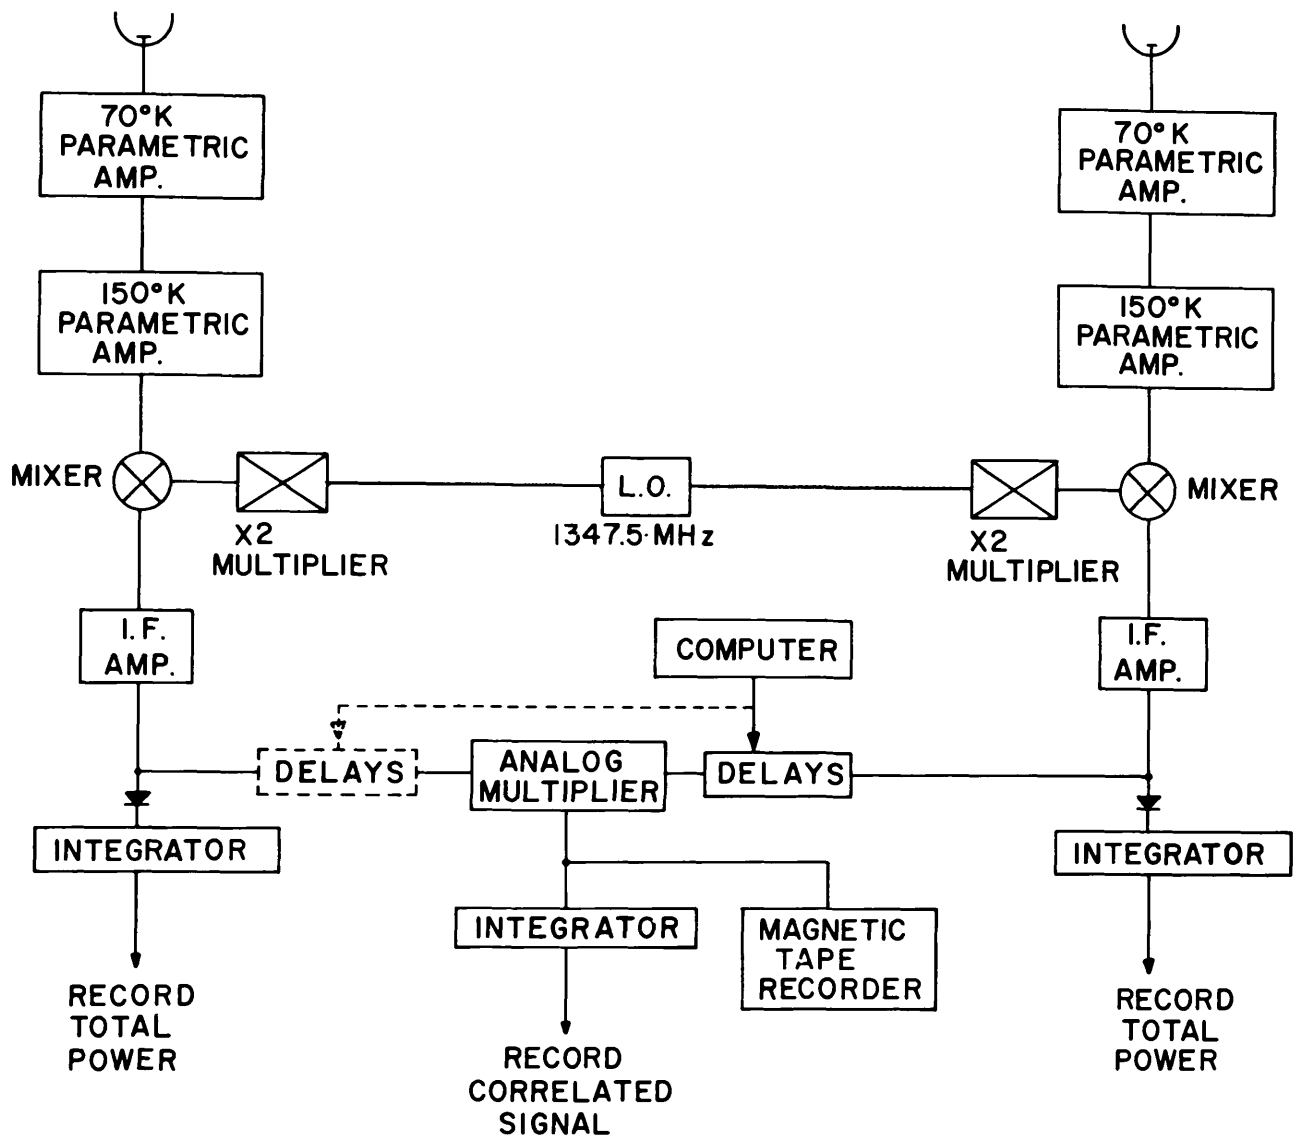 70°K
PARAMETRIC
AMP.
70°K
PARAMETRIC
AMP.
150°K
PARAMETRIC
AMP.
150°K
PARAMETRIC
AMP.
MIXER
L.O.
MIXER
X2
MULTIPLIER
1347.5·MHz
X2
MULTIPLIER
I.F.
AMP.
COMPUTER
I.F.
AMP.
DELAYS
ANALOG
MULTIPLIER
DELAYS
INTEGRATOR
INTEGRATOR
INTEGRATOR
MAGNETIC
TAPE
RECORDER
RECORD
TOTAL
POWER
RECORD
CORRELATED
SIGNAL
RECORD
TOTAL
POWER